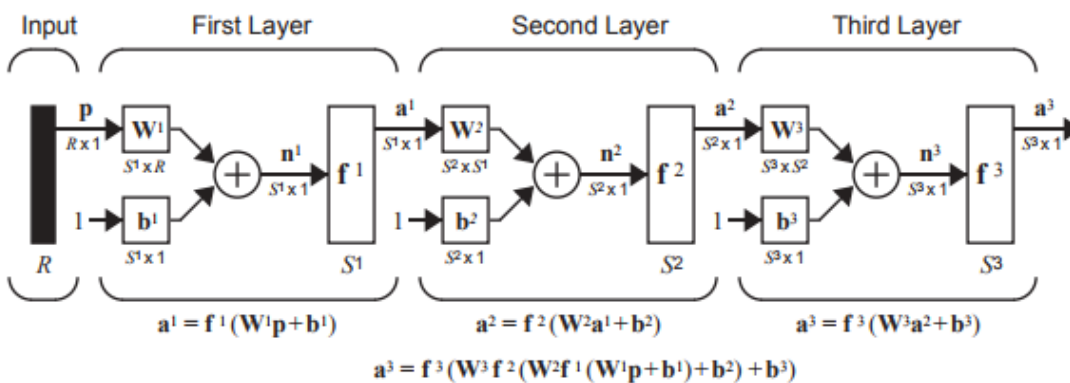 Input First Layer Second Layer Third Layer
p a¹ a² a³
W¹ W² W³
R x 1 S¹ x 1 S² x 1 S³ x 1
S¹ x R n¹ S² x S¹ n² S³ x S² n³
+ f ¹ + f ² + f ³
S¹ x 1 S² x 1 S³ x 1
1 b¹ 1 b² 1 b³
S¹ x 1 S² x 1 S³ x 1
R S¹ S² S³
a¹ = f ¹ (W¹p + b¹) a² = f ² (W²a¹ + b²) a³ = f ³ (W³a² + b³)
a³ = f ³ (W³ f ² (W²f ¹ (W¹p + b¹) + b²) + b³)